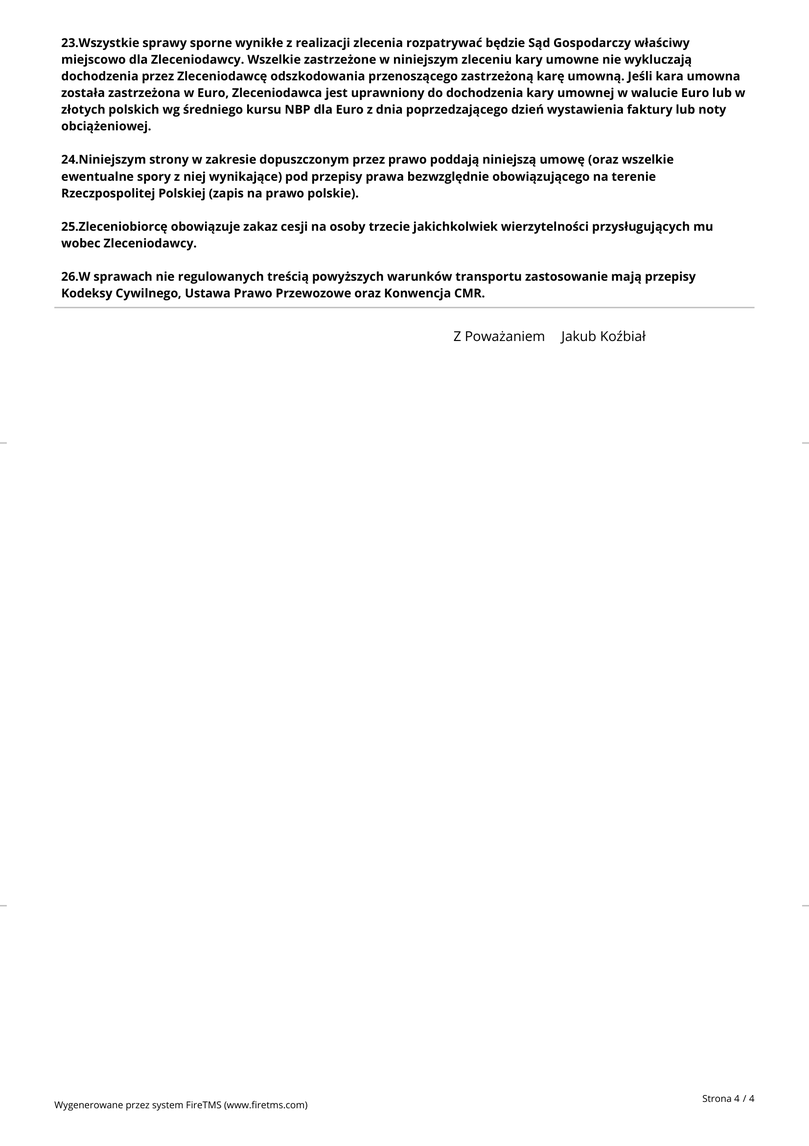 23.Wszystkie sprawy sporne wynikłe z realizacji zlecenia rozpatrywać będzie Sąd Gospodarczy właściwy
miejscowo dla Zleceniodawcy. Wszelkie zastrzeżone w niniejszym zleceniu kary umowne nie wykluczają
dochodzenia przez Zleceniodawcę odszkodowania przenoszącego zastrzeżoną karę umowną. Jeśli kara umowna
została zastrzeżona w Euro, Zleceniodawca jest uprawniony do dochodzenia kary umownej w walucie Euro lub w
złotych polskich wg średniego kursu NBP dla Euro z dnia poprzedzającego dzień wystawienia faktury lub noty
obciążeniowej.
24.Niniejszym strony w zakresie dopuszczonym przez prawo poddają niniejszą umowę (oraz wszelkie
ewentualne spory z niej wynikające) pod przepisy prawa bezwzględnie obowiązującego na terenie
Rzeczpospolitej Polskiej (zapis na prawo polskie).
25.Zleceniobiorcę obowiązuje zakaz cesji na osoby trzecie jakichkolwiek wierzytelności przysługujących mu
wobec Zleceniodawcy.
26.W sprawach nie regulowanych treścią powyższych warunków transportu zastosowanie mają przepisy
Kodeksy Cywilnego, Ustawa Prawo Przewozowe oraz Konwencja CMR.
Z Poważaniem Jakub Koźbiał
Wygenerowane przez system FireTMS (www.firetms.com)
Strona 4 / 4